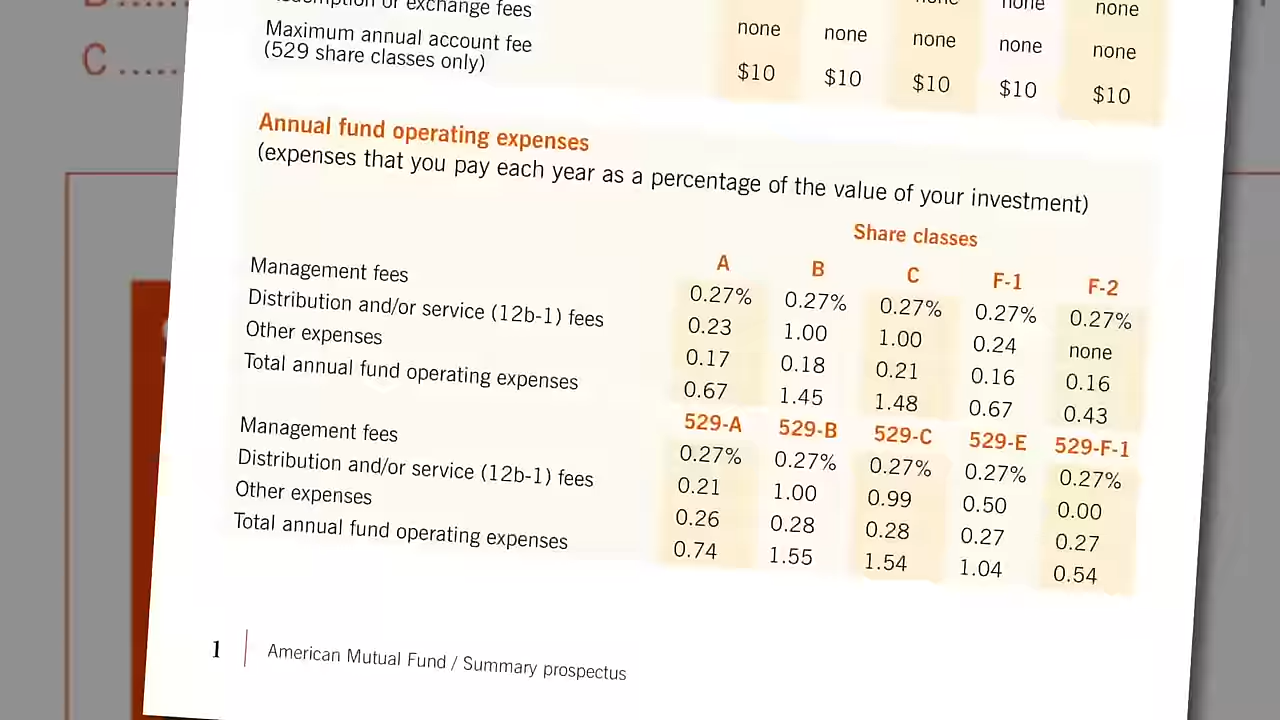 C ......
or exchange fees none none none
Maximum annual account fee none none none none none
(529 share classes only) $10 $10 $10 $10 $10
Annual fund operating expenses
(expenses that you pay each year as a percentage of the value of your investment)
Share classes
A B C F-1 F-2
Management fees 0.27% 0.27% 0.27% 0.27% 0.27%
Distribution and/or service (12b-1) fees 0.23 1.00 1.00 0.24 none
Other expenses 0.17 0.18 0.21 0.16 0.16
Total annual fund operating expenses 0.67 1.45 1.48 0.67 0.43
529-A 529-B 529-C 529-E 529-F-1
Management fees 0.27% 0.27% 0.27% 0.27% 0.27%
Distribution and/or service (12b-1) fees 0.21 1.00 0.99 0.50 0.00
Other expenses 0.26 0.28 0.28 0.27 0.27
Total annual fund operating expenses 0.74 1.55 1.54 1.04 0.54
1 American Mutual Fund / Summary prospectus